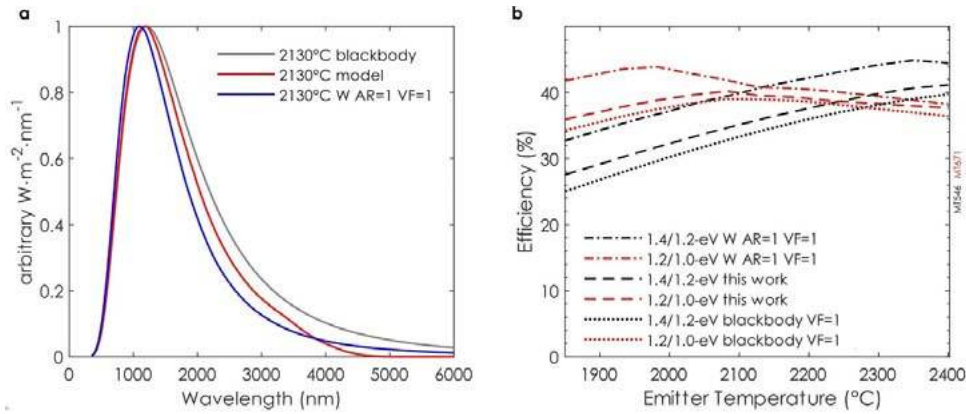 a
1
0.8
0.6
0.4
0.2
0
arbitrary W·m⁻²·nm⁻¹
2130°C blackbody
2130°C model
2130°C W AR=1 VF=1
0 1000 2000 3000 4000 5000 6000
Wavelength (nm)
b
50
40
30
20
10
0
Efficiency (%)
1.4/1.2-eV W AR=1 VF=1
1.2/1.0-eV W AR=1 VF=1
1.4/1.2-eV this work
1.2/1.0-eV this work
1.4/1.2-eV blackbody VF=1
1.2/1.0-eV blackbody VF=1
1900 2000 2100 2200 2300 2400
Emitter Temperature (°C)
MT546 MT671